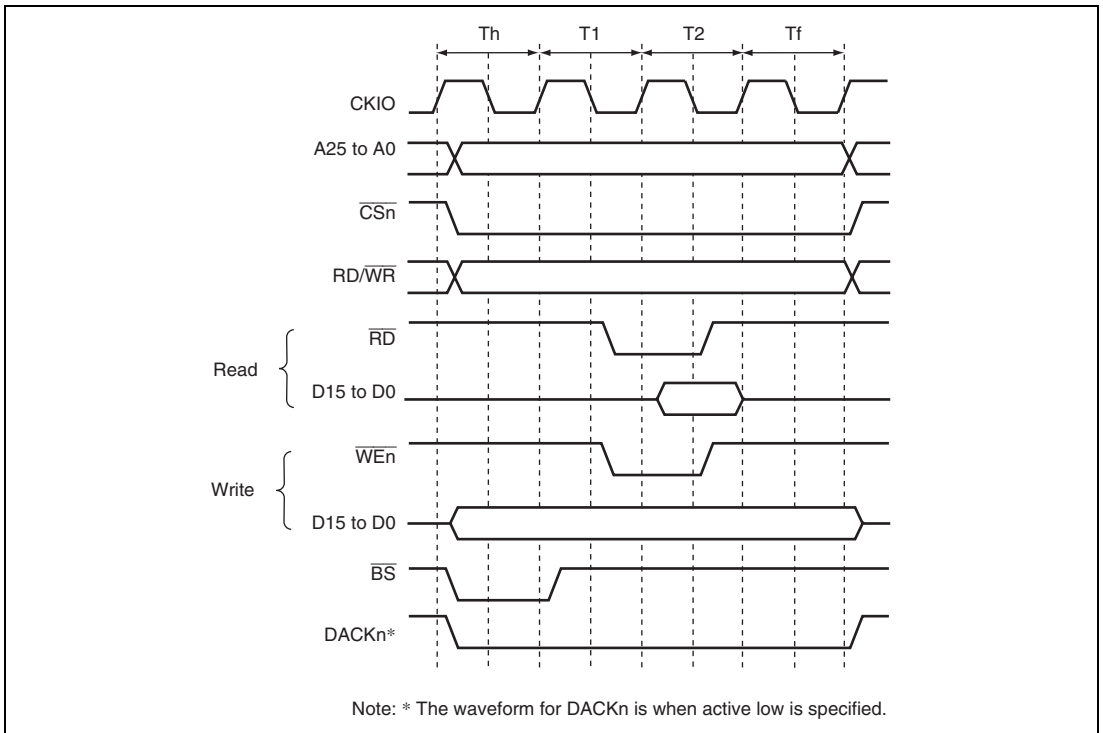 Th T1 T2 Tf
CKIO
A25 to A0
CSn
RD/WR
RD
Read
D15 to D0
WEn
Write
D15 to D0
BS
DACKn*
Note: * The waveform for DACKn is when active low is specified.